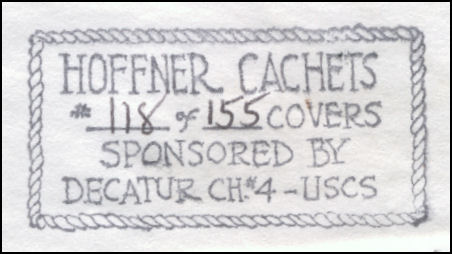 HOFFNER CACHETS
# 118 of 155 COVERS
SPONSORED BY
DECATUR CH. #4 - USCS